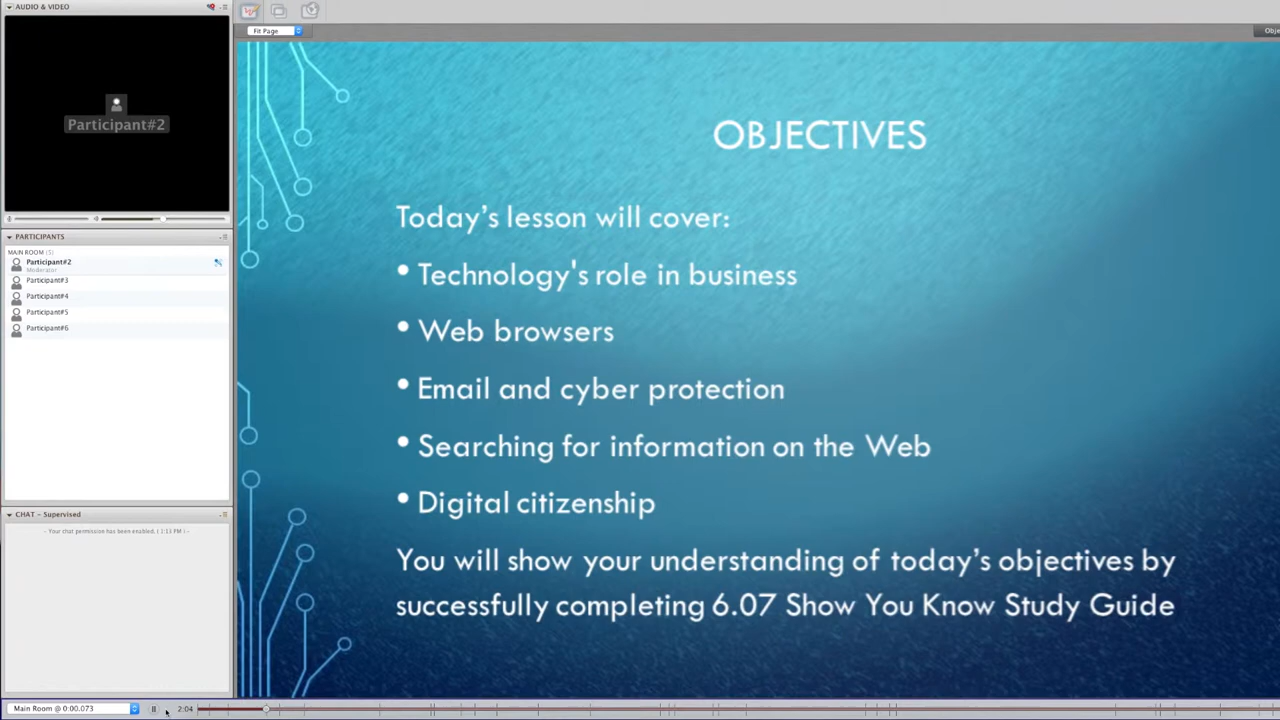 AUDIO & VIDEO
Participant#2
PARTICIPANTS
MAIN ROOM (5)
Participant#2
Moderator
Participant#3
Participant#4
Participant#5
Participant#6
CHAT - Supervised
- Your chat permission has been enabled. ( 1:13 PM ) -
Main Room @ 0:00.073
2:04
Fit Page
Obje
OBJECTIVES
Today's lesson will cover:
• Technology's role in business
• Web browsers
• Email and cyber protection
• Searching for information on the Web
• Digital citizenship
You will show your understanding of today's objectives by
successfully completing 6.07 Show You Know Study Guide